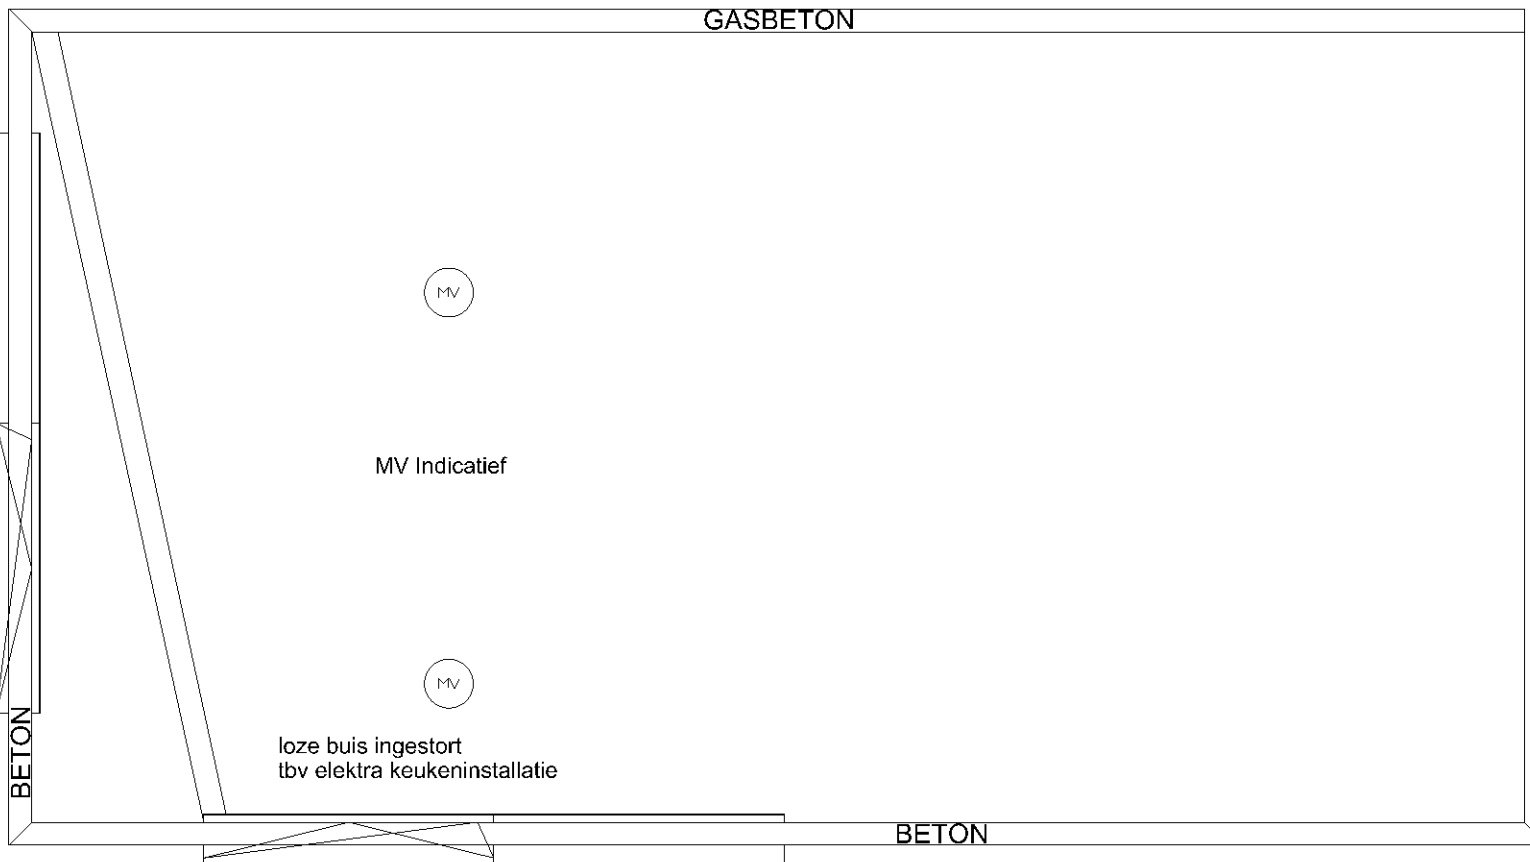 GASBETON
MV
MV Indicatief
MV
loze buis ingestort
tbv elektra keukeninstallatie
BETON
BETON